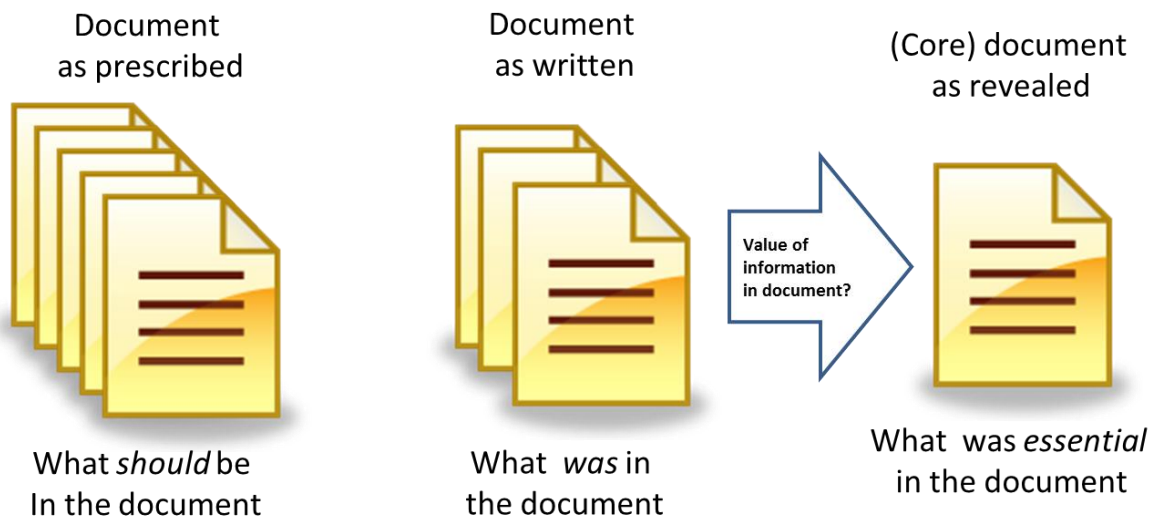 Document
as prescribed
What should be
In the document
Document
as written
What was in
the document
Value of
information
in document?
(Core) document
as revealed
What was essential
in the document